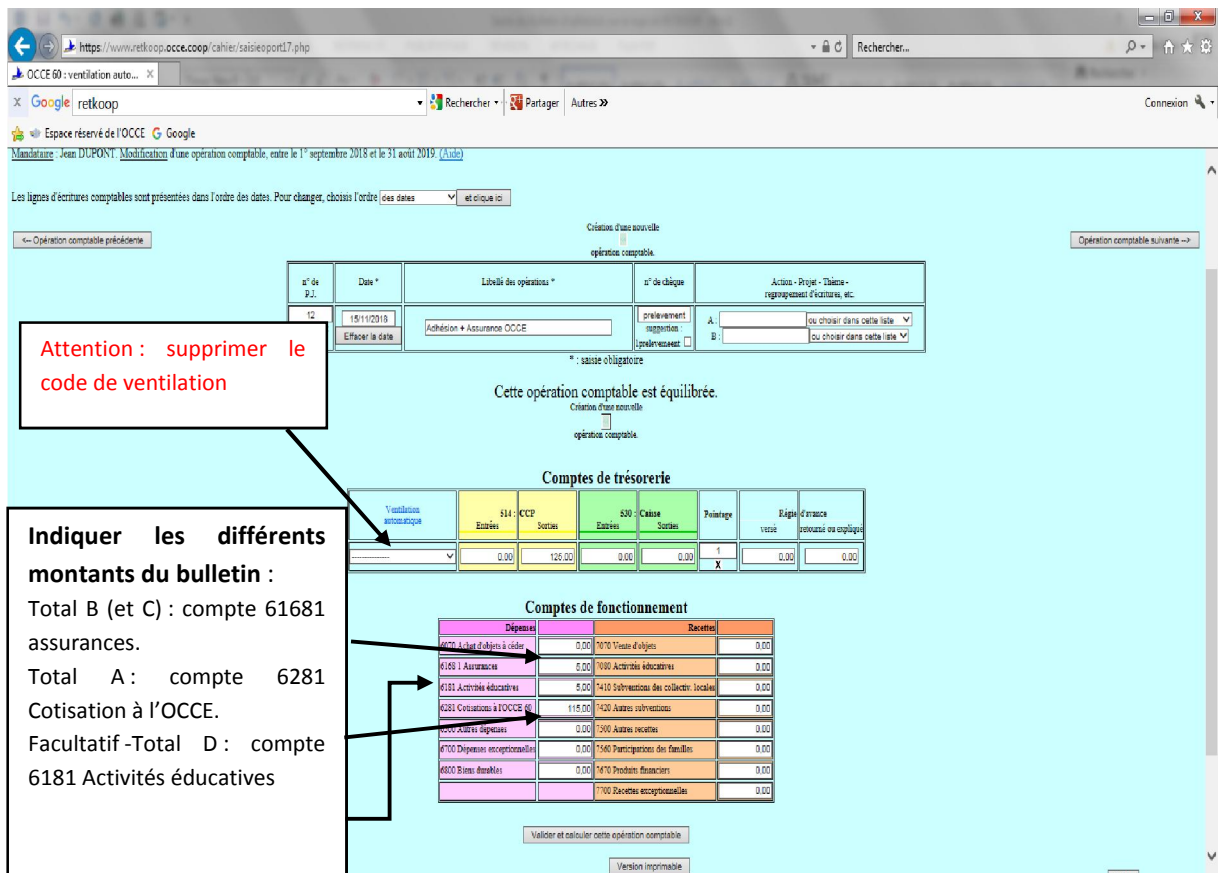 https://www.retkoop.occe.coop/cahier/saisieoport17.php
Rechercher...
OCCE 60 : ventilation auto... X
X Google retkoop
Rechercher
Partager
Autres »
Connexion
Espace réservé de l'OCCE
Google
Mandataire : Jean DUPONT. Modification d'une opération comptable, entre le 1° septembre 2018 et le 31 août 2019. (Aide)
Les lignes d'écritures comptables sont présentées dans l'ordre des dates. Pour changer, choisis l'ordre des dates et clique ici
Création d'une nouvelle
opération comptable.
<-- Opération comptable précédente
Opération comptable suivante -->
n° de P.J.
Date *
Libellé des opérations *
n° de chèque
Action - Projet - Thème - regroupement d'écritures, etc.
12
15/11/2018
Effacer la date
Adhésion + Assurance OCCE
prelevement
suggestion :
1prelevement
A : ou choisir dans cette liste
B : ou choisir dans cette liste
* : saisie obligatoire
Attention : supprimer le
code de ventilation
Cette opération comptable est équilibrée.
Création d'une nouvelle
opération comptable.
Comptes de trésorerie
Ventilation automatique
514 : CCP
Entrées Sorties
530 : Caisse
Entrées Sorties
Pointage
Régie d'avance
versé retourné ou expliqué
---------------- 0.00 125,00 0.00 0.00 1 X 0.00 0.00
Indiquer les différents
montants du bulletin :
Total B (et C) : compte 61681
assurances.
Total A : compte 6281
Cotisation à l'OCCE.
Facultatif -Total D : compte
6181 Activités éducatives
Comptes de fonctionnement
Dépenses Recettes
6070 Achat d'objets à céder 0,00 7070 Vente d'objets 0,00
6168 1 Assurances 5,00 7080 Activités éducatives 0,00
6181 Activités éducatives 5,00 7410 Subventions des collectiv. locales 0,00
6281 Cotisations à l'OCCE 60 115,00 7420 Autres subventions 0,00
6500 Autres dépenses 0,00 7500 Autres recettes 0,00
6700 Dépenses exceptionnelles 0,00 7560 Participations des familles 0,00
6800 Biens durables 0,00 7670 Produits financiers 0,00
7700 Recettes exceptionnelles 0,00
Valider et calculer cette opération comptable
Version imprimable